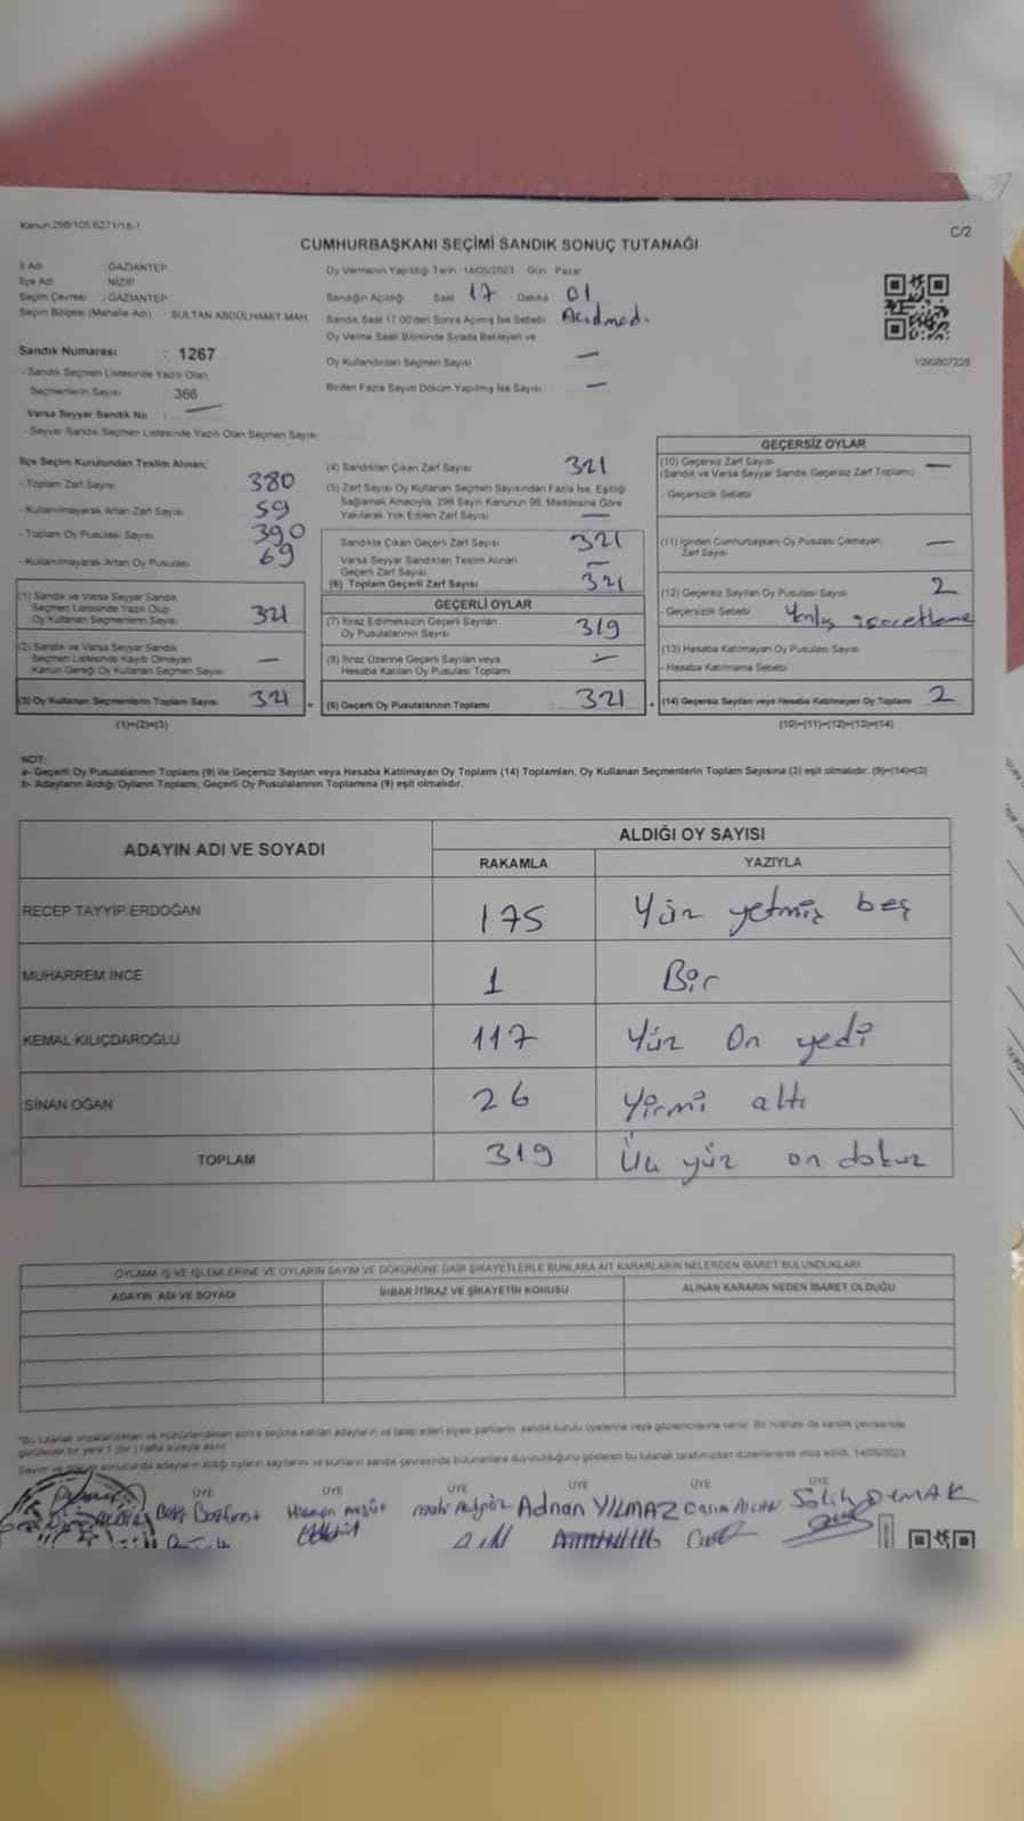 Kanun 298/105 6271/16-1
C/2
CUMHURBAŞKANI SEÇİMİ SANDIK SONUÇ TUTANAĞI
İl Adı : GAZİANTEP
İlçe Adı : NİZİP
Seçim Çevresi : GAZİANTEP
Seçim Bölgesi (Mahalle Adı) : SULTAN ABDÜLHAMİT MAH.
Sandık Numarası : 1267
- Sandık Seçmen Listesinde Yazılı Olan
Seçmenlerin Sayısı 366
Varsa Seyyar Sandık No : —
- Seyyar Sandık Seçmen Listesinde Yazılı Olan Seçmen Sayısı
Oy Vermenin Yapıldığı Tarih : 14/05/2023 Gün : Pazar
Sandığın Açıldığı Saat 17 Dakika 01
Sandık Saat 17.00'den Sonra Açılmış İse Sebebi Acılmadı
Oy Verme Saati Bitiminde Sırada Bekleyen ve
Oy Kullandırılan Seçmen Sayısı —
Birden Fazla Sayım Döküm Yapılmış İse Sayısı —
1090807228
İlçe Seçim Kurulundan Teslim Alınan;
- Toplam Zarf Sayısı 380
- Kullanılmayarak Artan Zarf Sayısı 59
- Toplam Oy Pusulası Sayısı 390
- Kullanılmayarak Artan Oy Pusulası 69
(1) Sandık ve Varsa Seyyar Sandık
Seçmen Listesinde Yazılı Olup
Oy Kullanan Seçmenlerin Sayısı 321
(2) Sandık ve Varsa Seyyar Sandık
Seçmen Listesinde Kayıtlı Olmayan
Kanun Gereği Oy Kullanan Seçmen Sayısı —
(3) Oy Kullanan Seçmenlerin Toplam Sayısı 321
(1)+(2)=(3)
(4) Sandıktan Çıkan Zarf Sayısı 321
(5) Zarf Sayısı Oy Kullanan Seçmen Sayısından Fazla İse, Eşitliği
Sağlamak Amacıyla, 298 Sayılı Kanunun 98. Maddesine Göre
Yakılarak Yok Edilen Zarf Sayısı —
Sandıkta Çıkan Geçerli Zarf Sayısı 321
Varsa Seyyar Sandıktan Teslim Alınan
Geçerli Zarf Sayısı —
(6) Toplam Geçerli Zarf Sayısı 321
GEÇERLİ OYLAR
(7) İtiraz Edilmeksizin Geçerli Sayılan
Oy Pusulalarının Sayısı 319
(8) İtiraz Üzerine Geçerli Sayılan veya
Hesaba Katılan Oy Pusulası Toplamı —
(9) Geçerli Oy Pusulalarının Toplamı : 321
GEÇERSİZ OYLAR
(10) Geçersiz Zarf Sayısı —
(Sandık ve Varsa Seyyar Sandık Geçersiz Zarf Toplamı)
- Geçersizlik Sebebi
(11) İçinden Cumhurbaşkanı Oy Pusulası Çıkmayan
Zarf Sayısı —
(12) Geçersiz Sayılan Oy Pusulası Sayısı 2
- Geçersizlik Sebebi Yanlış işaretleme
(13) Hesaba Katılmayan Oy Pusulası Sayısı
- Hesaba Katılmama Sebebi
(14) Geçersiz Sayılan veya Hesaba Katılmayan Oy Toplamı 2
(10)+(11)+(12)+(13)=(14)
NOT:
a- Geçerli Oy Pusulalarının Toplamı (9) ile Geçersiz Sayılan veya Hesaba Katılmayan Oy Toplamı (14) Toplamları, Oy Kullanan Seçmenlerin Toplam Sayısına (3) eşit olmalıdır. (9)+(14)=(3)
b- Adayların Aldığı Oyların Toplamı, Geçerli Oy Pusulalarının Toplamına (9) eşit olmalıdır.
ADAYIN ADI VE SOYADI ALDIĞI OY SAYISI
RAKAMLA YAZIYLA
RECEP TAYYİP ERDOĞAN 175 Yüz yetmiş beş
MUHARREM İNCE 1 Bir
KEMAL KILIÇDAROĞLU 117 Yüz On yedi
SİNAN OĞAN 26 Yirmi altı
TOPLAM 319 Üç yüz on dokuz
OYLAMA İŞ VE İŞLEMLERİNE VE OYLARIN SAYIM VE DÖKÜMÜNE DAİR ŞİKAYETLERLE BUNLARA AİT KARARLARIN NELERDEN İBARET BULUNDUKLARI
ADAYIN ADI VE SOYADI İHBAR İTİRAZ VE ŞİKAYETİN KONUSU ALINAN KARARIN NEDEN İBARET OLDUĞU
ÜYE ÜYE ÜYE ÜYE ÜYE ÜYE
Adnan YILMAZ Salih OYMAK